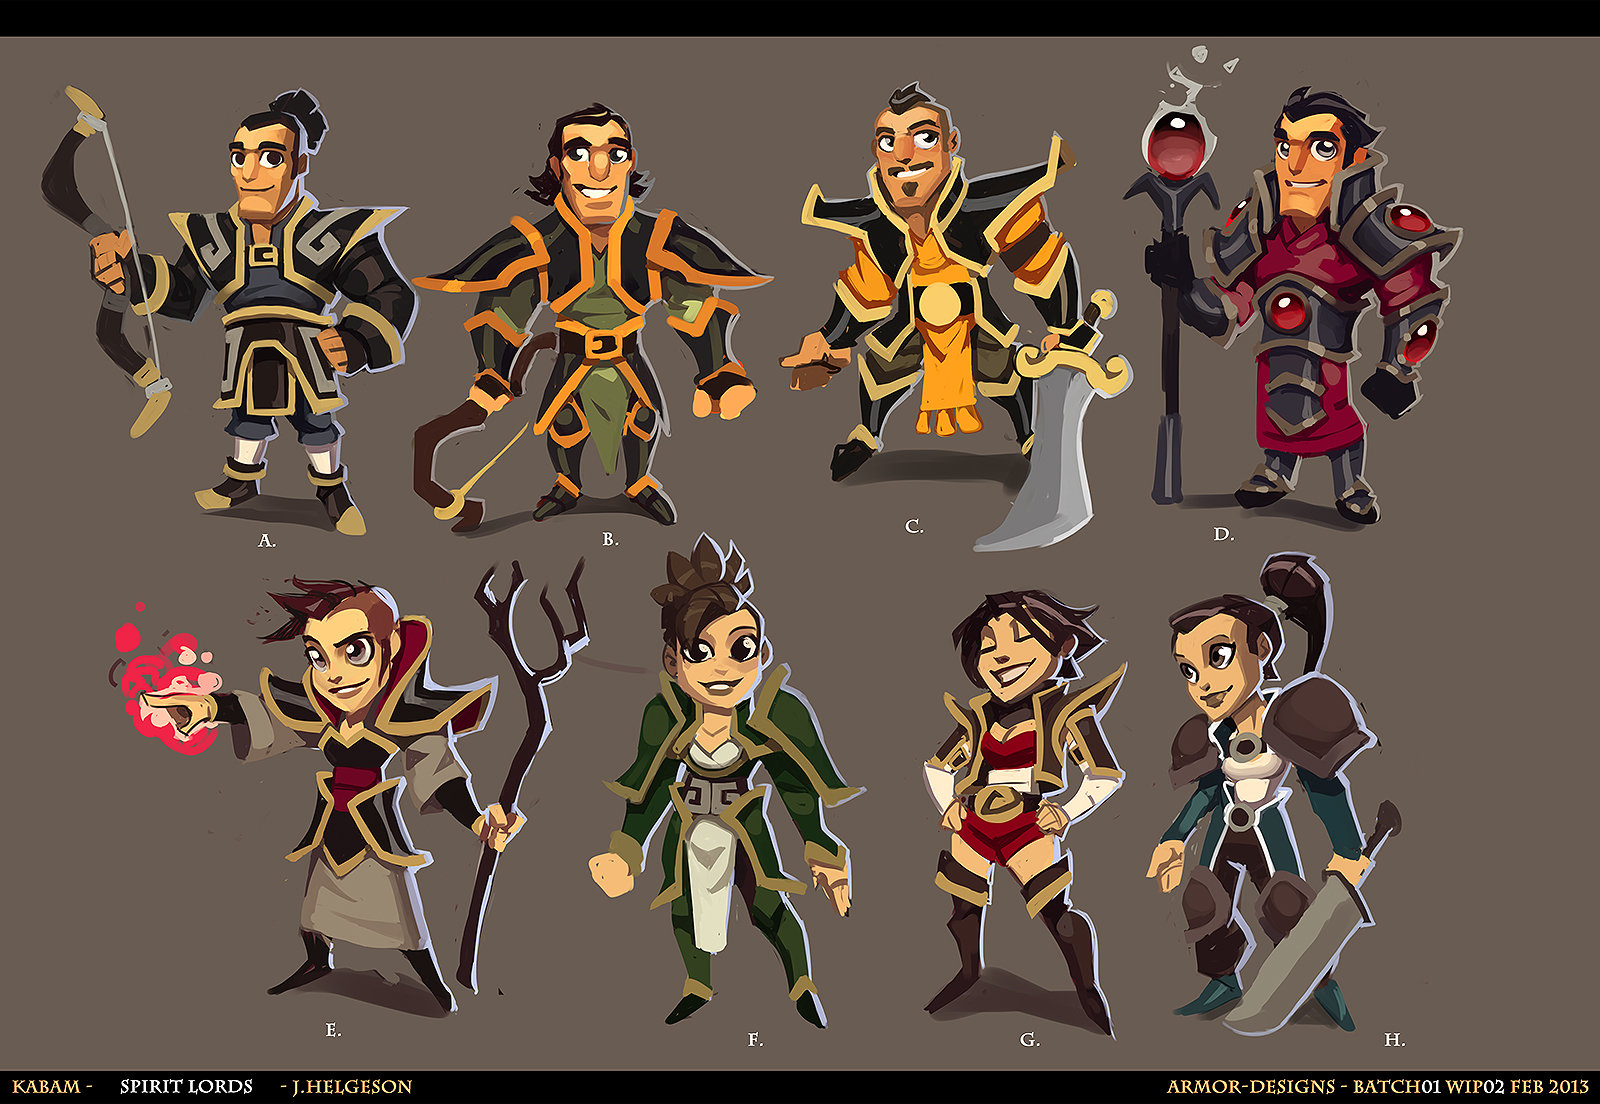 A.
B.
C.
D.
E.
F.
G.
H.
KABAM - SPIRIT LORDS - J.HELGESON
ARMOR-DESIGNS - BATCH01 WIP02 FEB 2013